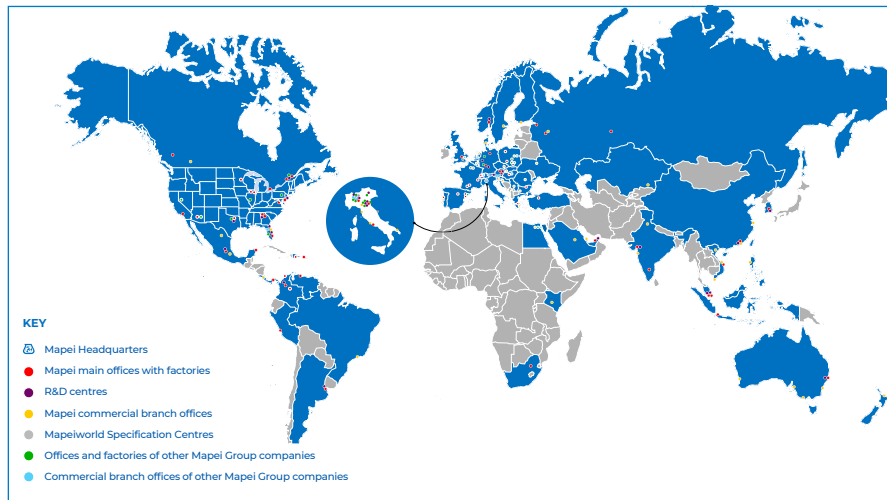 KEY
Mapei Headquarters
Mapei main offices with factories
R&D centres
Mapei commercial branch offices
Mapeiworld Specification Centres
Offices and factories of other Mapei Group companies
Commercial branch offices of other Mapei Group companies